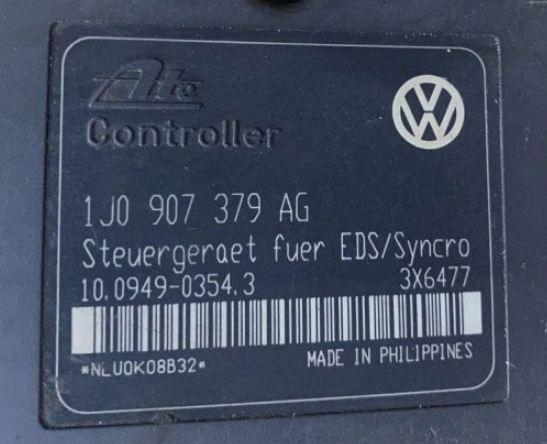 Ate
Controller
1J0 907 379 AG
Steuergeraet fuer EDS/Syncro
10.0949-0354.3 3X6477
*NLU0K08B32*
MADE IN PHILIPPINES